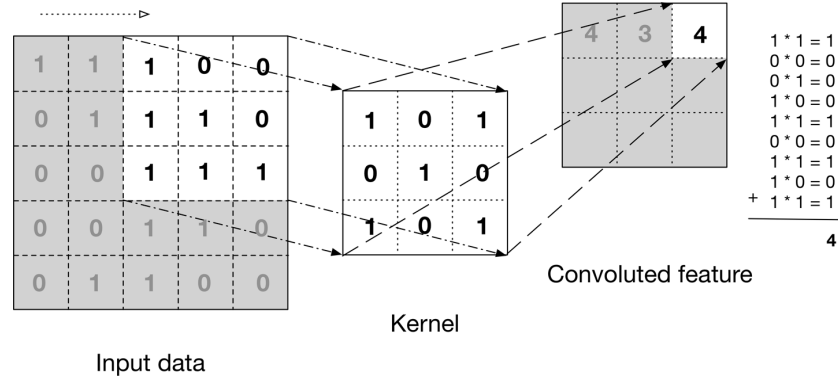 1 1 1 0 0
0 1 1 1 0
0 0 1 1 1
0 0 1 1 0
0 1 1 0 0
Input data
1 0 1
0 1 0
1 0 1
Kernel
4 3 4
Convoluted feature
1 * 1 = 1
0 * 0 = 0
0 * 1 = 0
1 * 0 = 0
1 * 1 = 1
0 * 0 = 0
1 * 1 = 1
1 * 0 = 0
+ 1 * 1 = 1
4